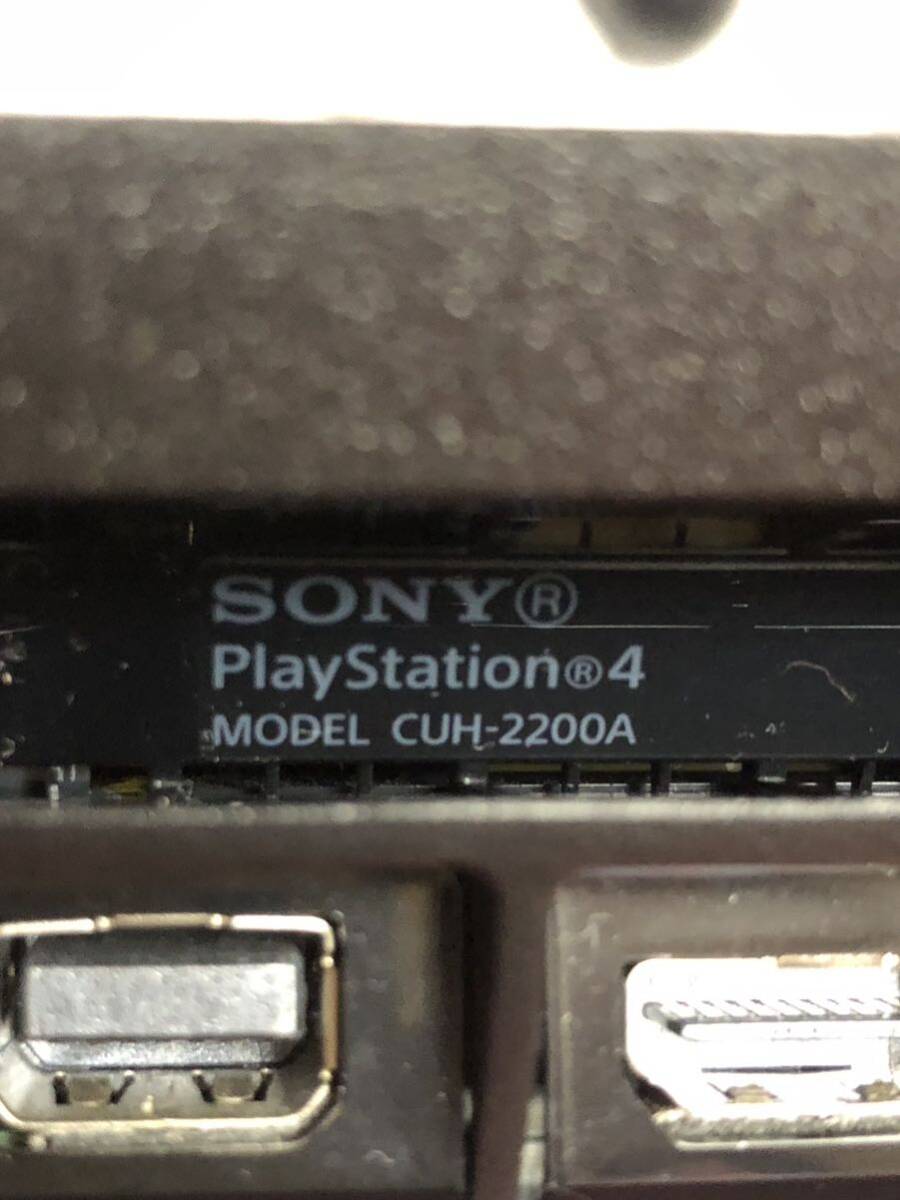 SONY®
PlayStation®4
MODEL CUH-2200A